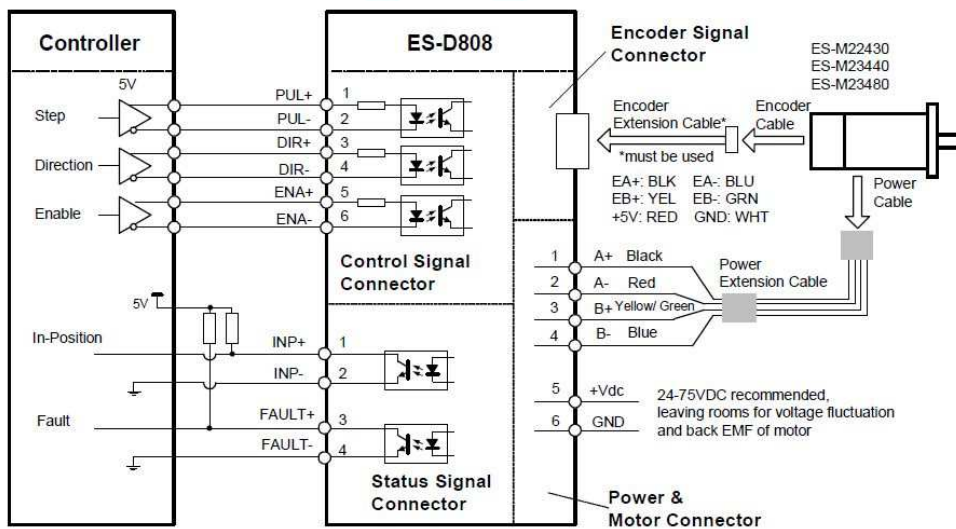 Controller
5V
Step
Direction
Enable
5V
In-Position
Fault
PUL+
PUL-
DIR+
DIR-
ENA+
ENA-
INP+
INP-
FAULT+
FAULT-
ES-D808
1
2
3
4
5
6
Control Signal
Connector
1
2
3
4
Status Signal
Connector
Encoder Signal
Connector
Encoder
Extension Cable*
*must be used
Encoder
Cable
ES-M22430
ES-M23440
ES-M23480
EA+: BLK EA-: BLU
EB+: YEL EB-: GRN
+5V: RED GND: WHT
Power
Cable
1 A+ Black
2 A- Red
3 B+ Yellow/ Green
4 B- Blue
Power
Extension Cable
5 +Vdc
6 GND
24-75VDC recommended,
leaving rooms for voltage fluctuation
and back EMF of motor
Power &
Motor Connector